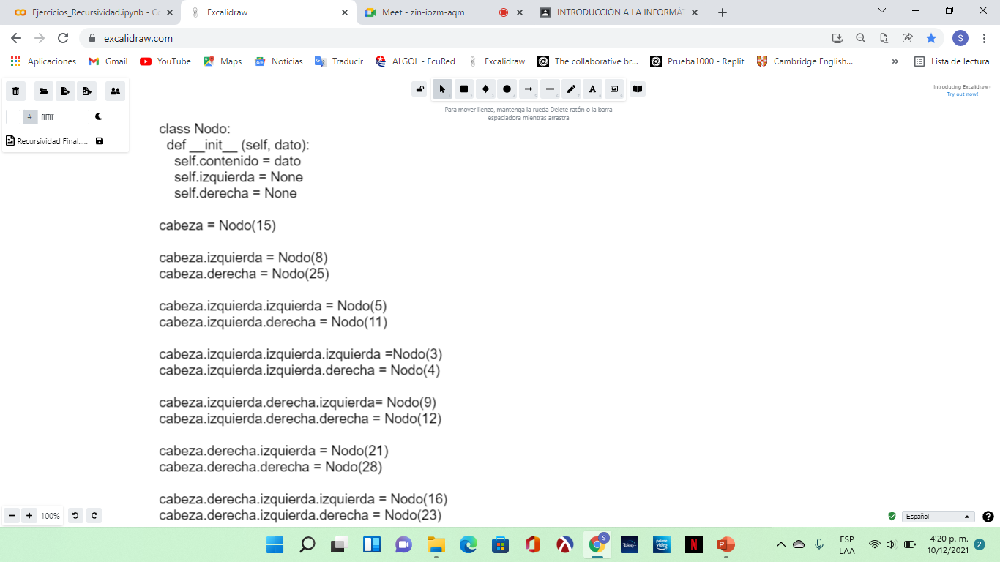 Ejercicios_Recursividad.ipynb - Co
Excalidraw
Meet - zin-iozm-aqm
INTRODUCCIÓN A LA INFORMÁT
excalidraw.com
S
Aplicaciones
Gmail
YouTube
Maps
Noticias
Traducir
ALGOL - EcuRed
Excalidraw
The collaborative br...
Prueba1000 - Replit
Cambridge English...
»
Lista de lectura
Introducing Excalidraw+
Try out now!
Para mover lienzo, mantenga la rueda Delete ratón o la barra
espaciadora mientras arrastra
# ffffff
Recursividad Final.....
class Nodo:
def __init__ (self, dato):
self.contenido = dato
self.izquierda = None
self.derecha = None
cabeza = Nodo(15)
cabeza.izquierda = Nodo(8)
cabeza.derecha = Nodo(25)
cabeza.izquierda.izquierda = Nodo(5)
cabeza.izquierda.derecha = Nodo(11)
cabeza.izquierda.izquierda.izquierda =Nodo(3)
cabeza.izquierda.izquierda.derecha = Nodo(4)
cabeza.izquierda.derecha.izquierda= Nodo(9)
cabeza.izquierda.derecha.derecha = Nodo(12)
cabeza.derecha.izquierda = Nodo(21)
cabeza.derecha.derecha = Nodo(28)
cabeza.derecha.izquierda.izquierda = Nodo(16)
cabeza.derecha.izquierda.derecha = Nodo(23)
100%
Español
ESP
LAA
4:20 p. m.
10/12/2021
2